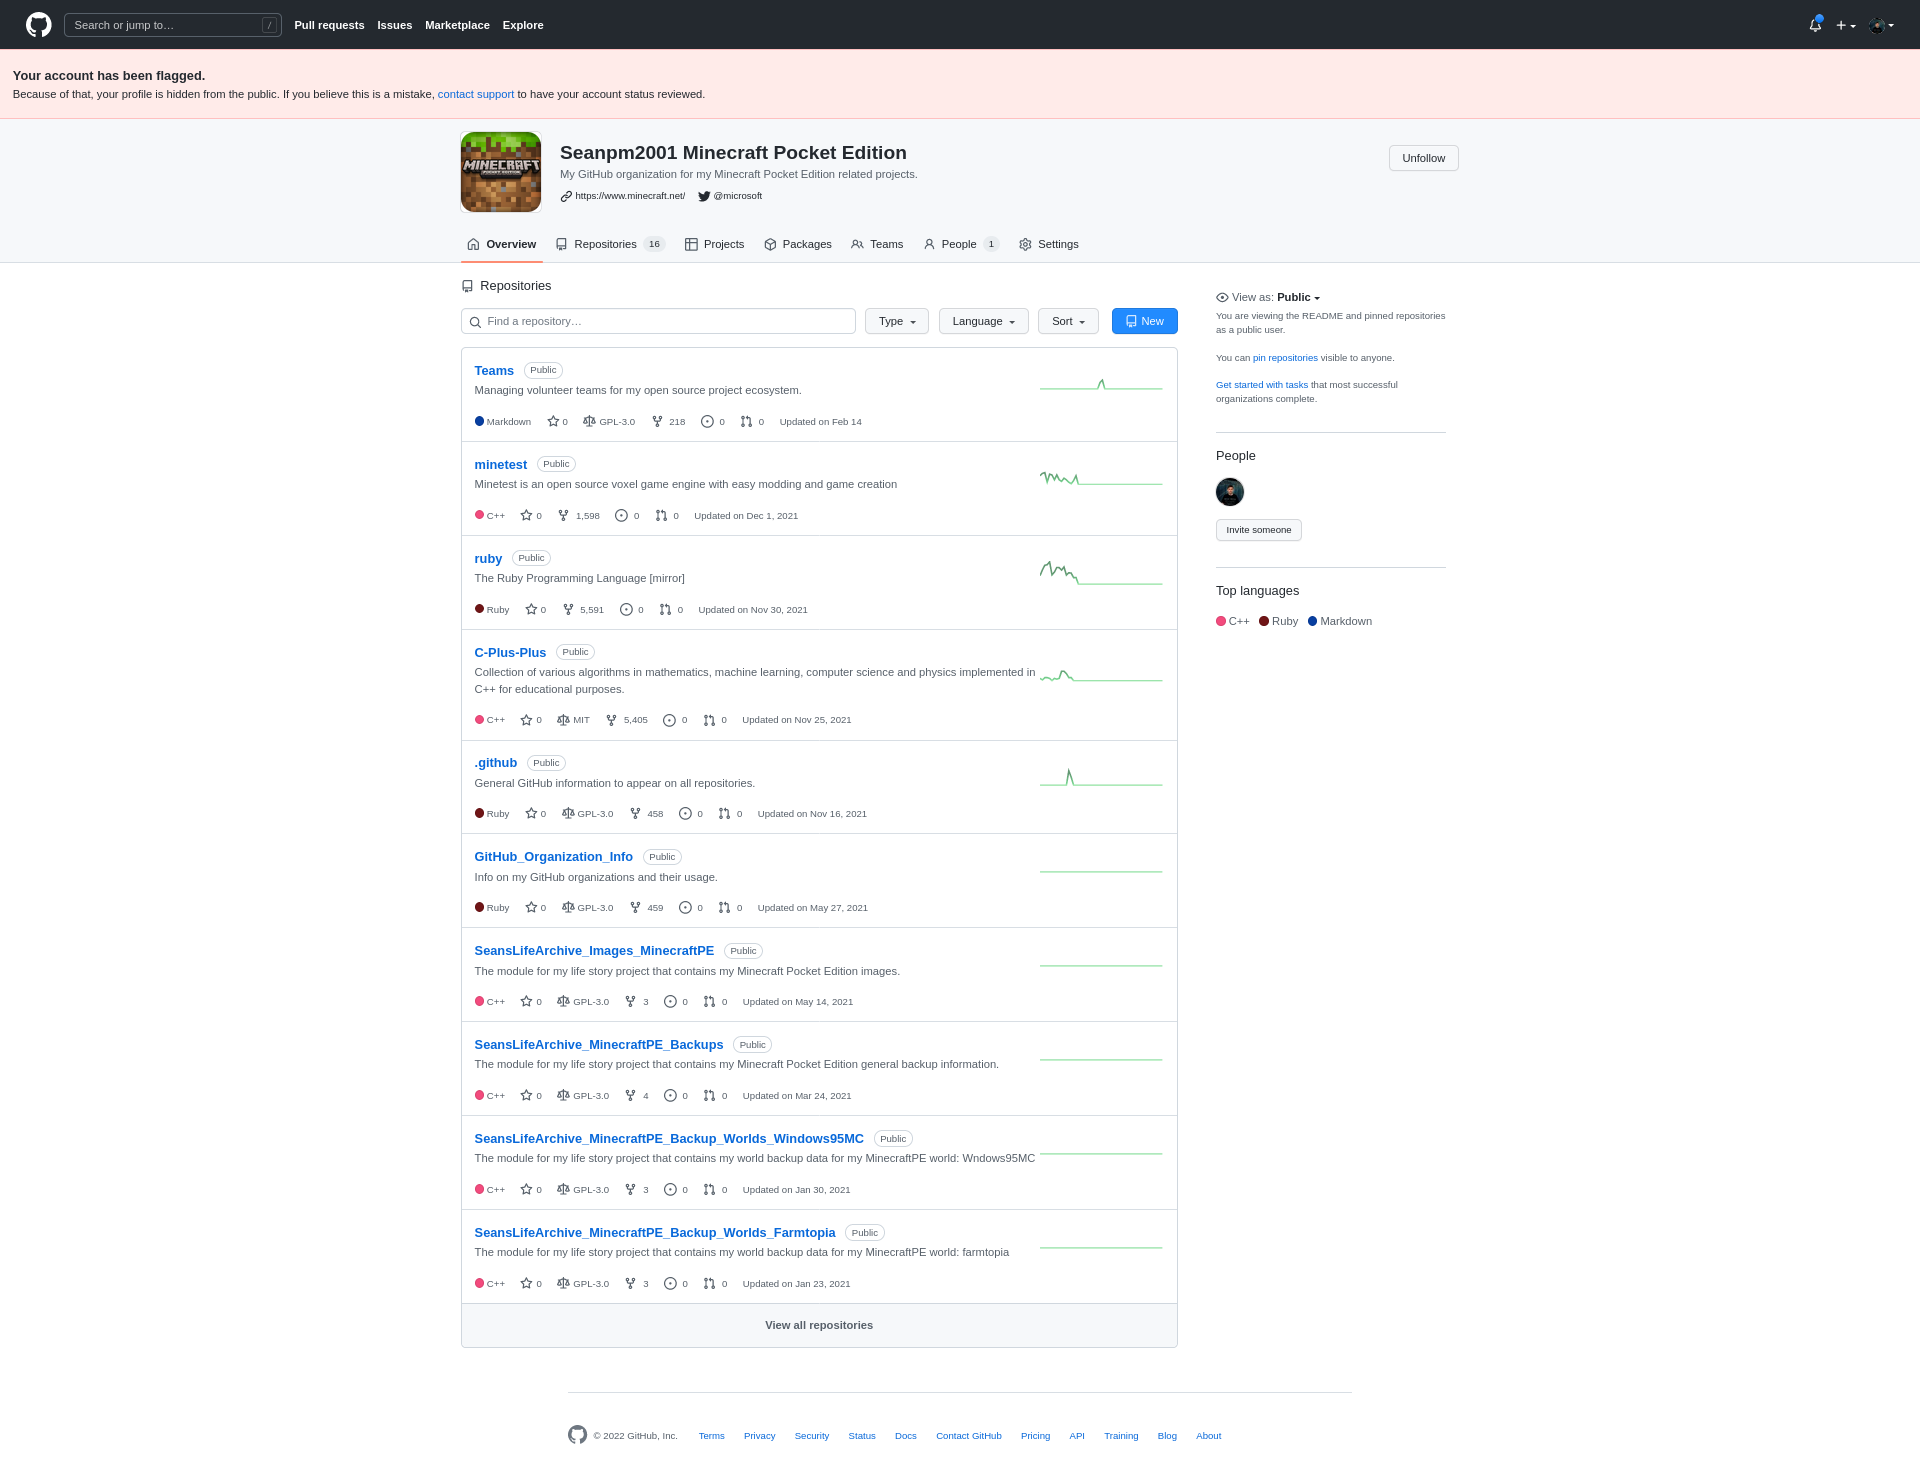 Search or jump to… /
Pull requests Issues Marketplace Explore
Your account has been flagged.
Because of that, your profile is hidden from the public. If you believe this is a mistake, contact support to have your account status reviewed.
MINECRAFT
POCKET EDITION
Seanpm2001 Minecraft Pocket Edition
My GitHub organization for my Minecraft Pocket Edition related projects.
https://www.minecraft.net/ @microsoft
Unfollow
Overview Repositories 16 Projects Packages Teams People 1 Settings
Repositories
Find a repository… Type Language Sort New
Teams Public
Managing volunteer teams for my open source project ecosystem.
Markdown 0 GPL-3.0 218 0 0 Updated on Feb 14
minetest Public
Minetest is an open source voxel game engine with easy modding and game creation
C++ 0 1,598 0 0 Updated on Dec 1, 2021
ruby Public
The Ruby Programming Language [mirror]
Ruby 0 5,591 0 0 Updated on Nov 30, 2021
C-Plus-Plus Public
Collection of various algorithms in mathematics, machine learning, computer science and physics implemented in
C++ for educational purposes.
C++ 0 MIT 5,405 0 0 Updated on Nov 25, 2021
.github Public
General GitHub information to appear on all repositories.
Ruby 0 GPL-3.0 458 0 0 Updated on Nov 16, 2021
GitHub_Organization_Info Public
Info on my GitHub organizations and their usage.
Ruby 0 GPL-3.0 459 0 0 Updated on May 27, 2021
SeansLifeArchive_Images_MinecraftPE Public
The module for my life story project that contains my Minecraft Pocket Edition images.
C++ 0 GPL-3.0 3 0 0 Updated on May 14, 2021
SeansLifeArchive_MinecraftPE_Backups Public
The module for my life story project that contains my Minecraft Pocket Edition general backup information.
C++ 0 GPL-3.0 4 0 0 Updated on Mar 24, 2021
SeansLifeArchive_MinecraftPE_Backup_Worlds_Windows95MC Public
The module for my life story project that contains my world backup data for my MinecraftPE world: Wndows95MC
C++ 0 GPL-3.0 3 0 0 Updated on Jan 30, 2021
SeansLifeArchive_MinecraftPE_Backup_Worlds_Farmtopia Public
The module for my life story project that contains my world backup data for my MinecraftPE world: farmtopia
C++ 0 GPL-3.0 3 0 0 Updated on Jan 23, 2021
View all repositories
View as: Public
You are viewing the README and pinned repositories
as a public user.
You can pin repositories visible to anyone.
Get started with tasks that most successful
organizations complete.
People
Invite someone
Top languages
C++ Ruby Markdown
© 2022 GitHub, Inc. Terms Privacy Security Status Docs Contact GitHub Pricing API Training Blog About